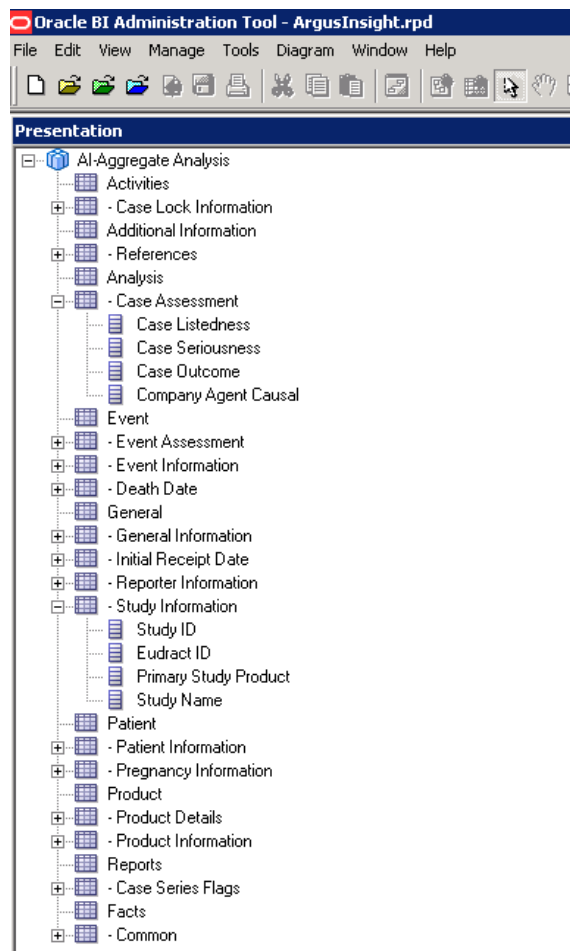 Oracle BI Administration Tool - ArgusInsight.rpd
File Edit View Manage Tools Diagram Window Help
Presentation
AI-Aggregate Analysis
Activities
- Case Lock Information
Additional Information
- References
Analysis
- Case Assessment
Case Listedness
Case Seriousness
Case Outcome
Company Agent Causal
Event
- Event Assessment
- Event Information
- Death Date
General
- General Information
- Initial Receipt Date
- Reporter Information
- Study Information
Study ID
Eudract ID
Primary Study Product
Study Name
Patient
- Patient Information
- Pregnancy Information
Product
- Product Details
- Product Information
Reports
- Case Series Flags
Facts
- Common